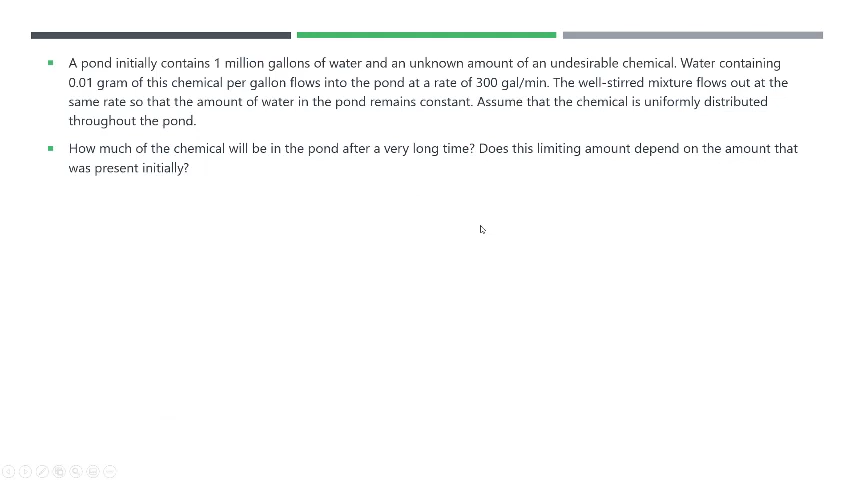 A pond initially contains 1 million gallons of water and an unknown amount of an undesirable chemical. Water containing
0.01 gram of this chemical per gallon flows into the pond at a rate of 300 gal/min. The well-stirred mixture flows out at the
same rate so that the amount of water in the pond remains constant. Assume that the chemical is uniformly distributed
throughout the pond.
How much of the chemical will be in the pond after a very long time? Does this limiting amount depend on the amount that
was present initially?